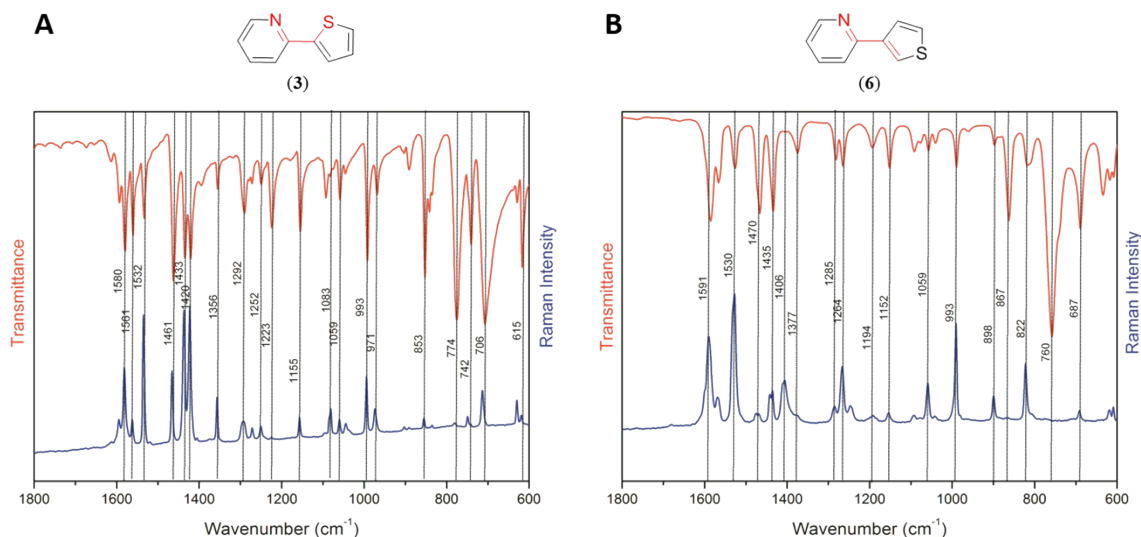 A
N
S
(3)
Transmittance
1580
1561
1532
1461
1433
1420
1356
1292
1252
1223
1155
1083
1059
993
971
853
774
742
706
615
Raman Intensity
1800 1600 1400 1200 1000 800 600
Wavenumber (cm⁻¹)
B
N
S
(6)
Transmittance
1591
1530
1470
1435
1406
1377
1285
1264
1194
1152
1059
993
898
867
822
760
687
Raman Intensity
1800 1600 1400 1200 1000 800 600
Wavenumber (cm⁻¹)